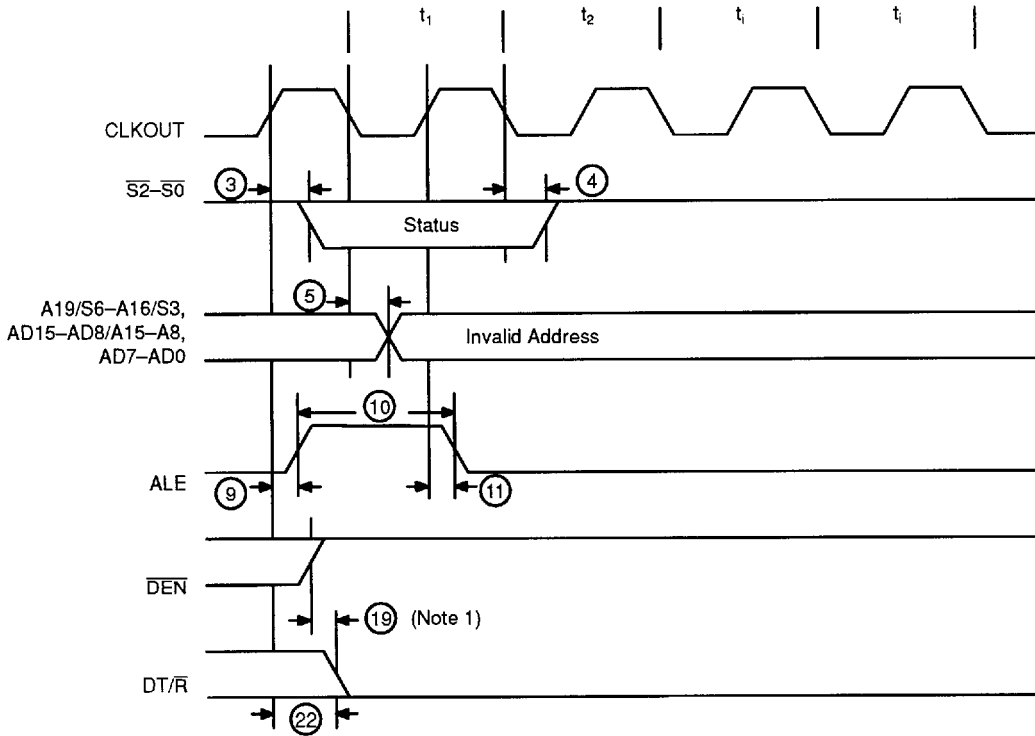 t1 t2 ti ti
CLKOUT
S2–S0
3
4
Status
5
A19/S6–A16/S3,
AD15–AD8/A15–A8,
AD7–AD0
Invalid Address
10
ALE
9
11
DEN
19 (Note 1)
DT/R
22